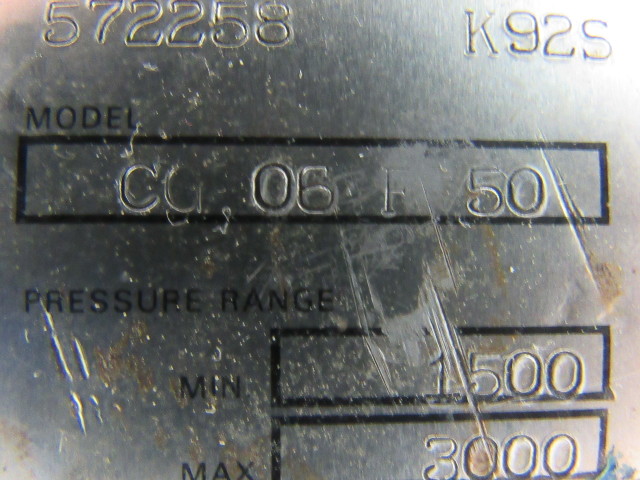 572258 K92S
MODEL
CG 06 F 50
PRESSURE RANGE
MIN 1500
MAX 3000